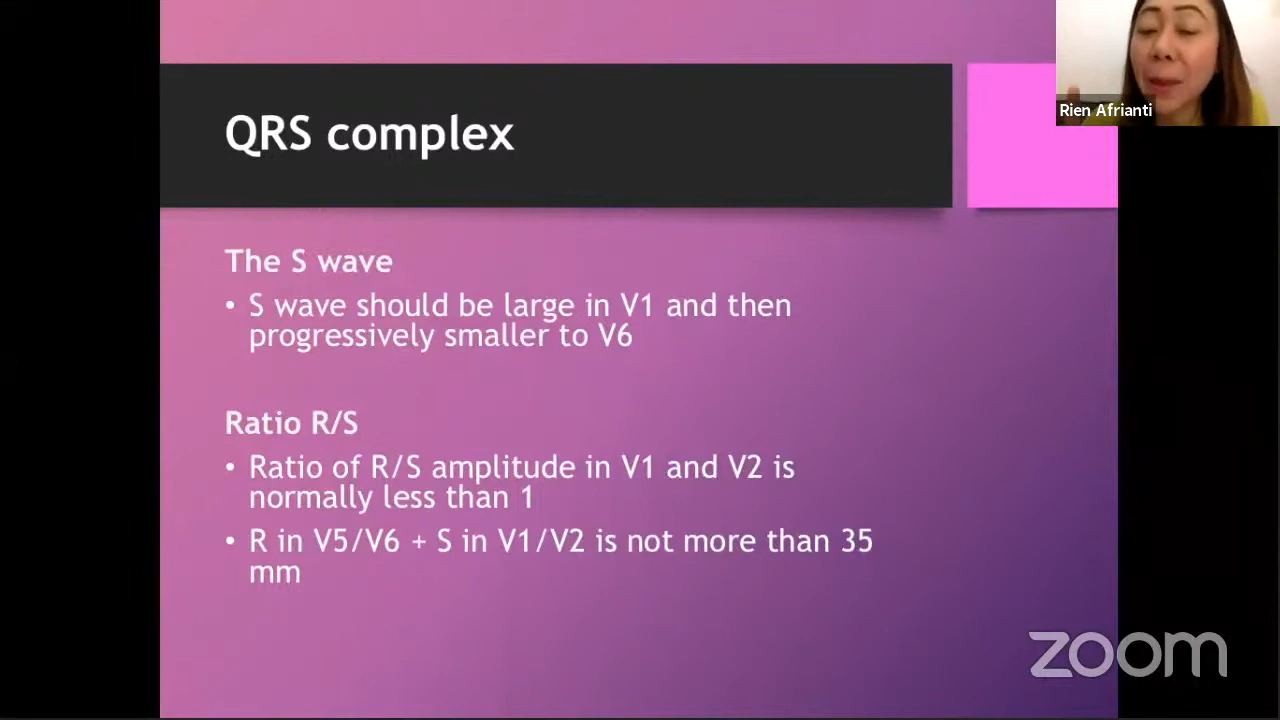 Rien Afrianti
QRS complex
The S wave
• S wave should be large in V1 and then
progressively smaller to V6
Ratio R/S
• Ratio of R/S amplitude in V1 and V2 is
normally less than 1
• R in V5/V6 + S in V1/V2 is not more than 35
mm
zoom